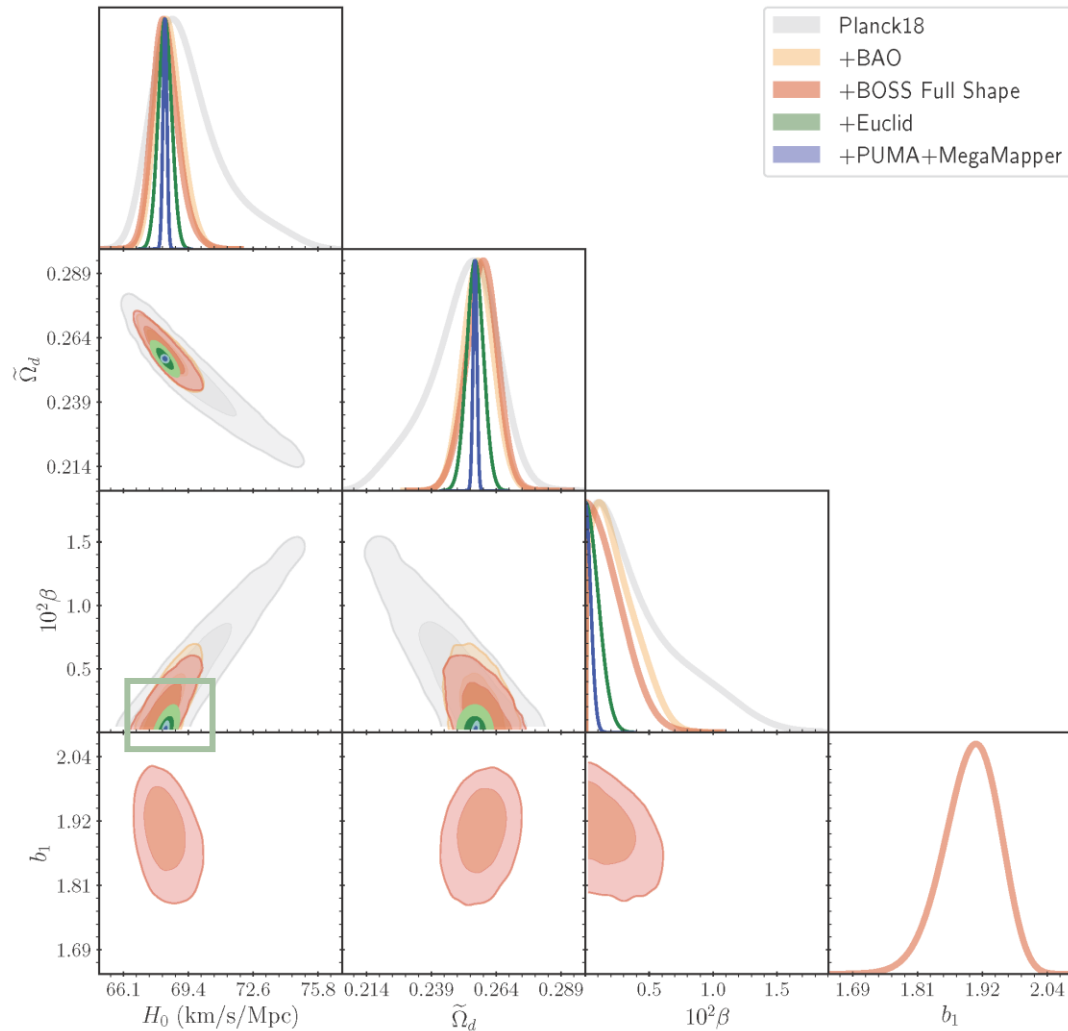 Planck18
+BAO
+BOSS Full Shape
+Euclid
+PUMA+MegaMapper
0.289
0.264
0.239
0.214
Ω̃_d
1.5
1.0
0.5
10²β
2.04
1.92
1.81
1.69
b₁
66.1 69.4 72.6 75.8
0.214 0.239 0.264 0.289
0.5 1.0 1.5
1.69 1.81 1.92 2.04
H₀ (km/s/Mpc)
Ω̃_d
10²β
b₁